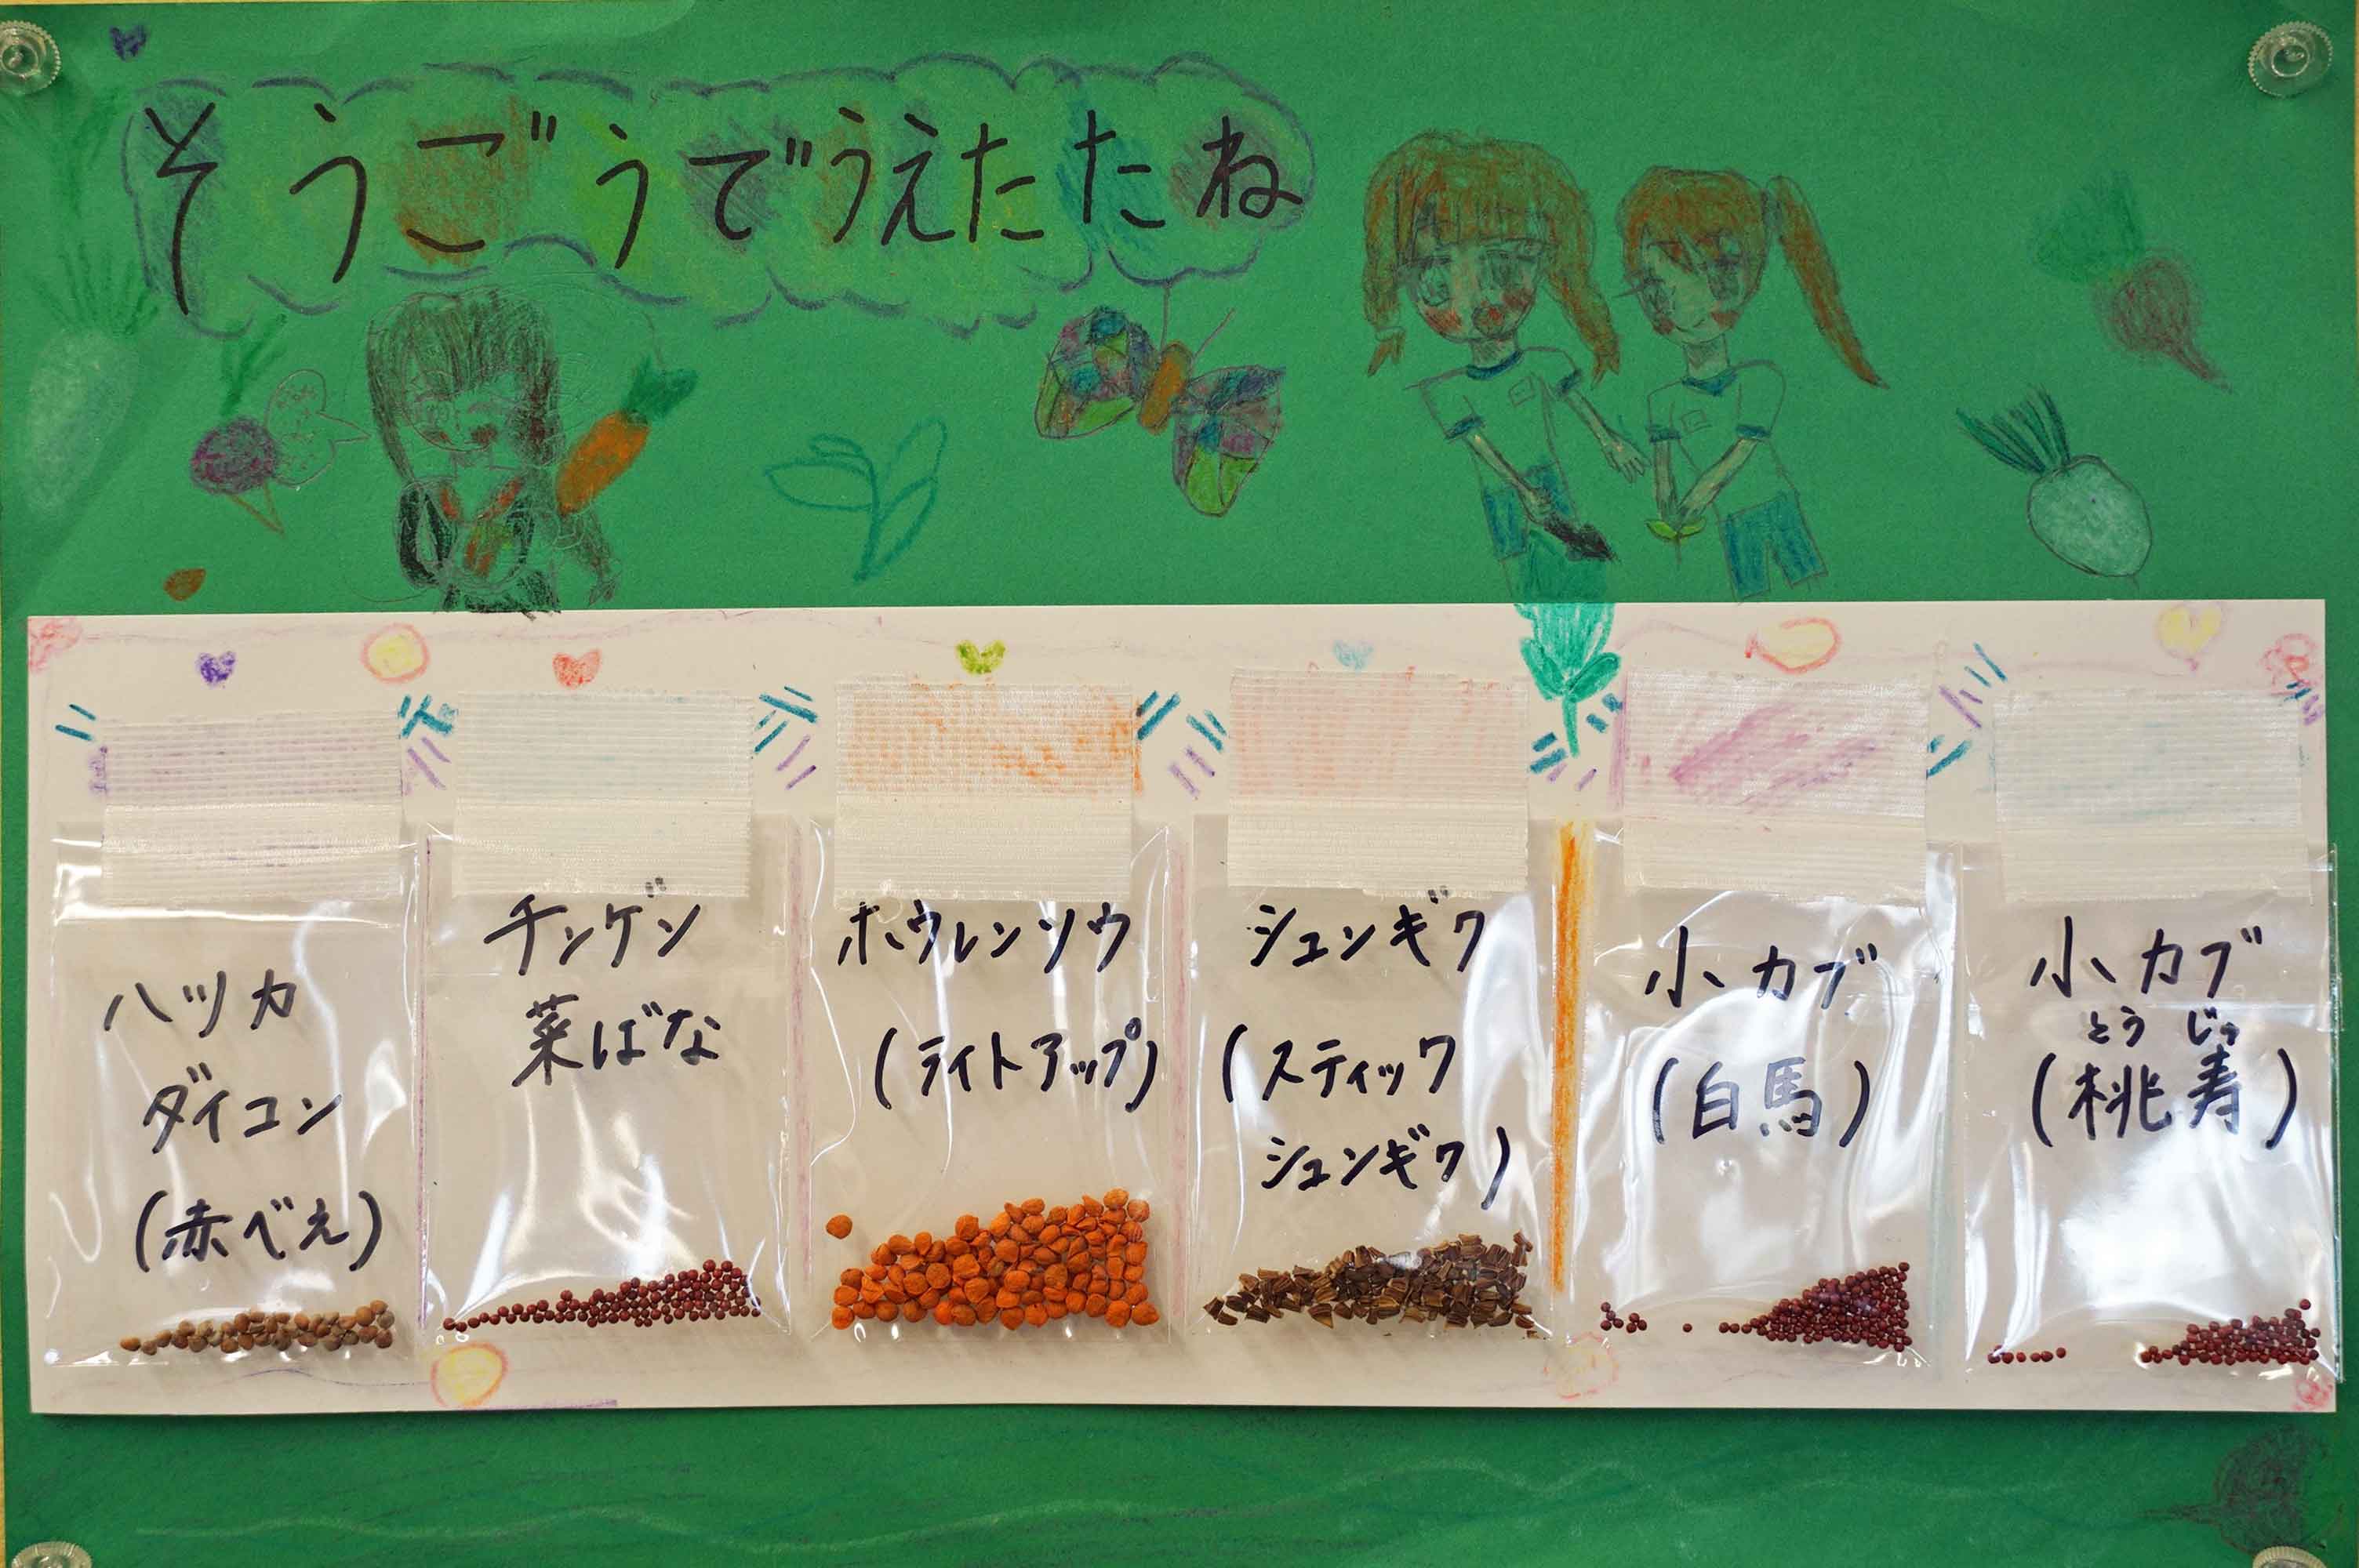 そうごうでうえたたね
ハツカ
ダイコン
(赤べえ)
チンゲン
菜ばな
ホウレンソウ
(ライトアップ)
シュンギク
(スティック
シュンギク)
小カブ
(白馬)
小カブ
とうじゅ
(桃寿)